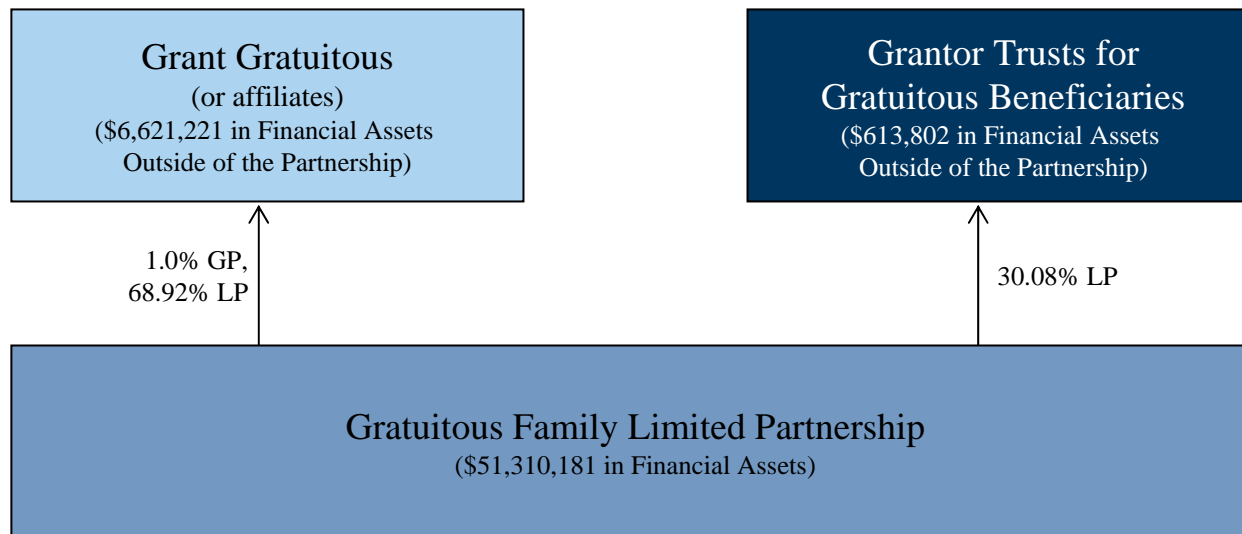 Grant Gratuitous
(or affiliates)
($6,621,221 in Financial Assets
Outside of the Partnership)
Grantor Trusts for
Gratuitous Beneficiaries
($613,802 in Financial Assets
Outside of the Partnership)
1.0% GP,
68.92% LP
30.08% LP
Gratuitous Family Limited Partnership
($51,310,181 in Financial Assets)